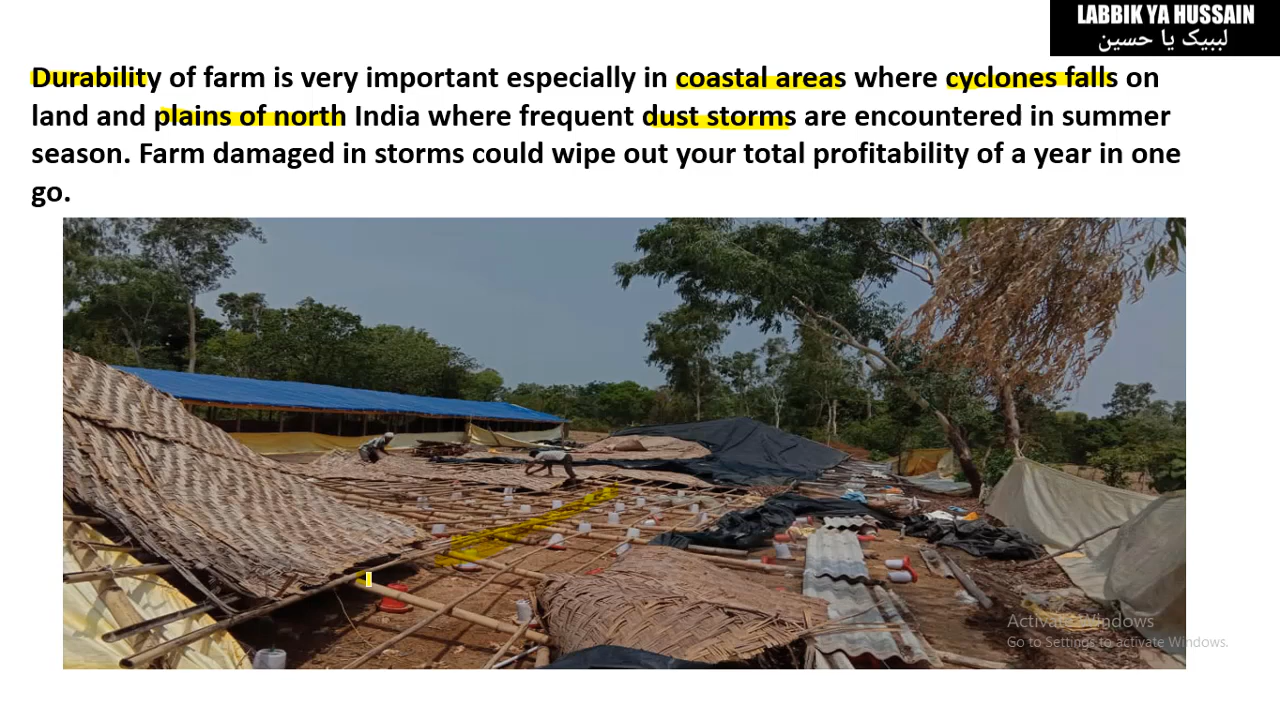 LABBIK YA HUSSAIN
لبیک یا حسین
Durability of farm is very important especially in coastal areas where cyclones falls on
land and plains of north India where frequent dust storms are encountered in summer
season. Farm damaged in storms could wipe out your total profitability of a year in one
go.
Activate Windows
Go to Settings to activate Windows.